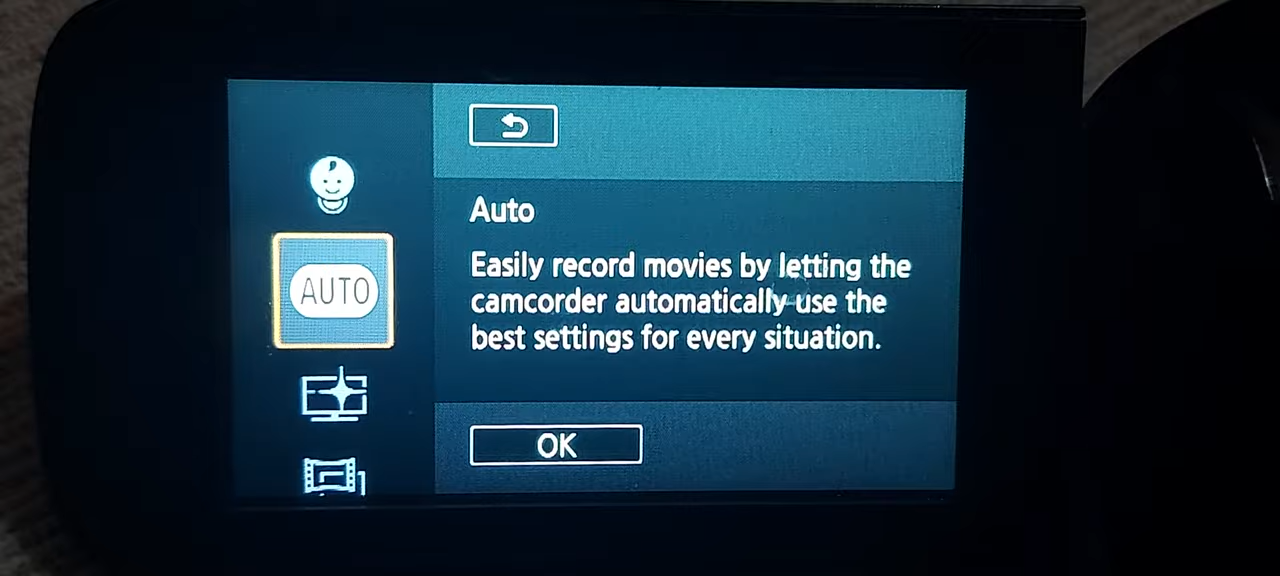 Auto
AUTO
Easily record movies by letting the
camcorder automatically use the
best settings for every situation.
OK